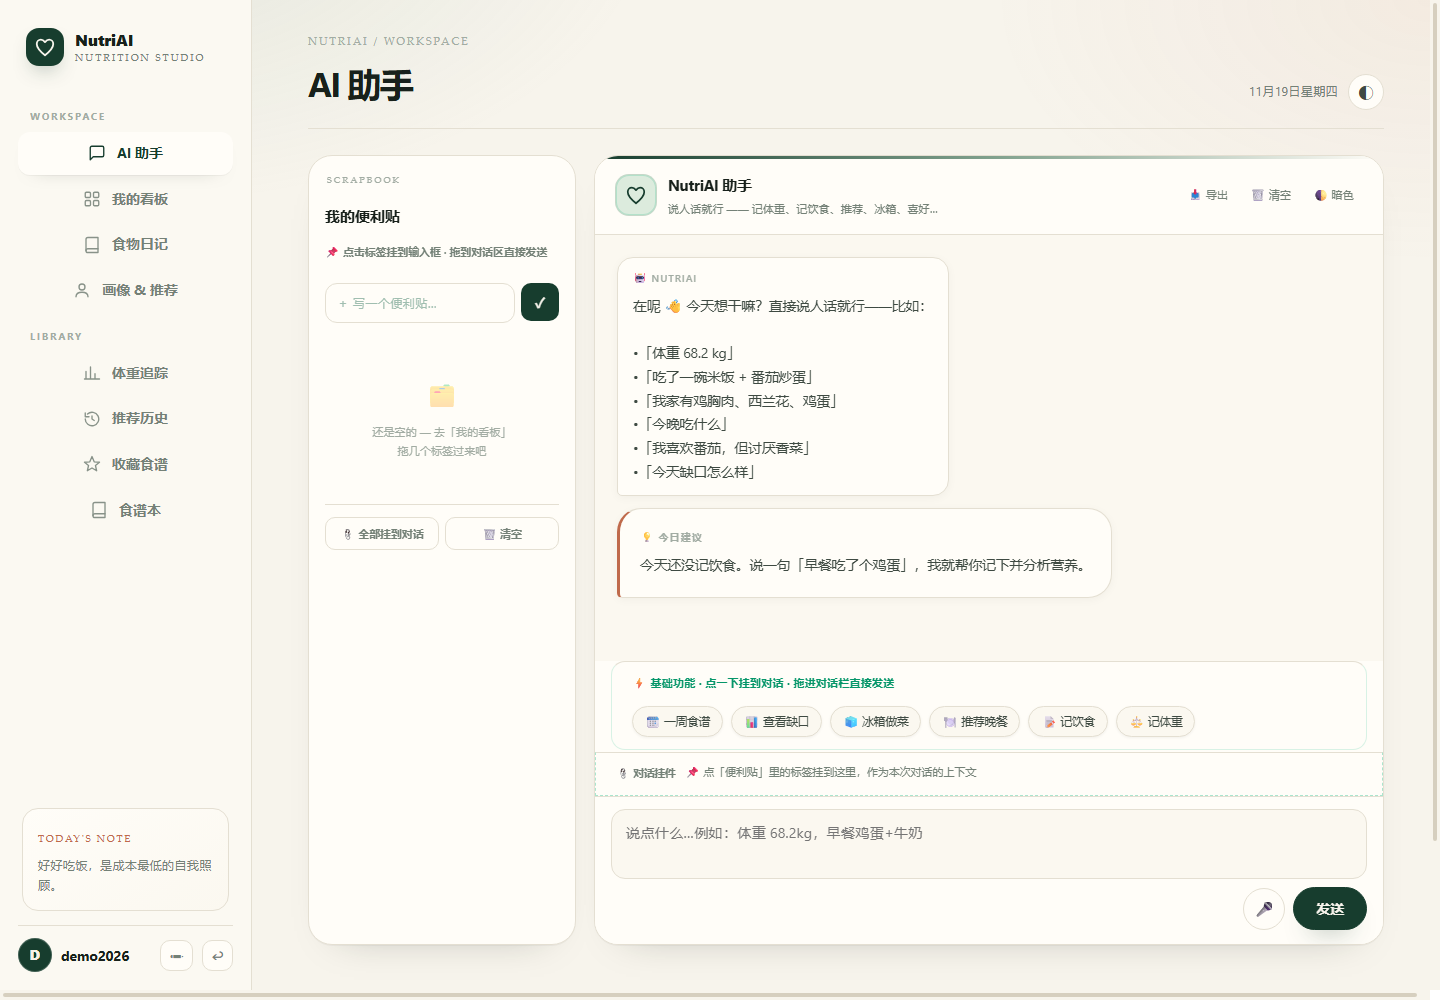 NutriAI
NUTRITION STUDIO
WORKSPACE
AI 助手
我的看板
食物日记
画像 & 推荐
LIBRARY
体重追踪
推荐历史
收藏食谱
食谱本
TODAY'S NOTE
好好吃饭，是成本最低的自我照
顾。
D
demo2026
NUTRIAI / WORKSPACE
AI 助手
11月19日星期四
SCRAPBOOK
我的便利贴
📌 点击标签挂到输入框 · 拖到对话区直接发送
+ 写一个便利贴...
✓
还是空的 — 去「我的看板」
拖几个标签过来吧
全部挂到对话
清空
NutriAI 助手
说人话就行 —— 记体重、记饮食、推荐、冰箱、喜好...
导出
清空
暗色
NUTRIAI
在呢 👋 今天想干嘛？直接说人话就行——比如：
•「体重 68.2 kg」
•「吃了一碗米饭 + 番茄炒蛋」
•「我家有鸡胸肉、西兰花、鸡蛋」
•「今晚吃什么」
•「我喜欢番茄，但讨厌香菜」
•「今天缺口怎么样」
今日建议
今天还没记饮食。说一句「早餐吃了个鸡蛋」，我就帮你记下并分析营养。
基础功能 · 点一下挂到对话 · 拖进对话栏直接发送
一周食谱
查看缺口
冰箱做菜
推荐晚餐
记饮食
记体重
对话挂件 📌 点「便利贴」里的标签挂到这里，作为本次对话的上下文
说点什么...例如：体重 68.2kg，早餐鸡蛋+牛奶
发送